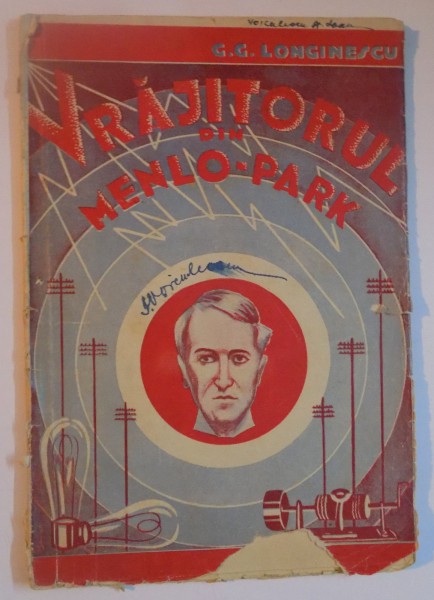 G. G. LONGINESCU
VRĂJITORUL
DIN
MENLO-PARK